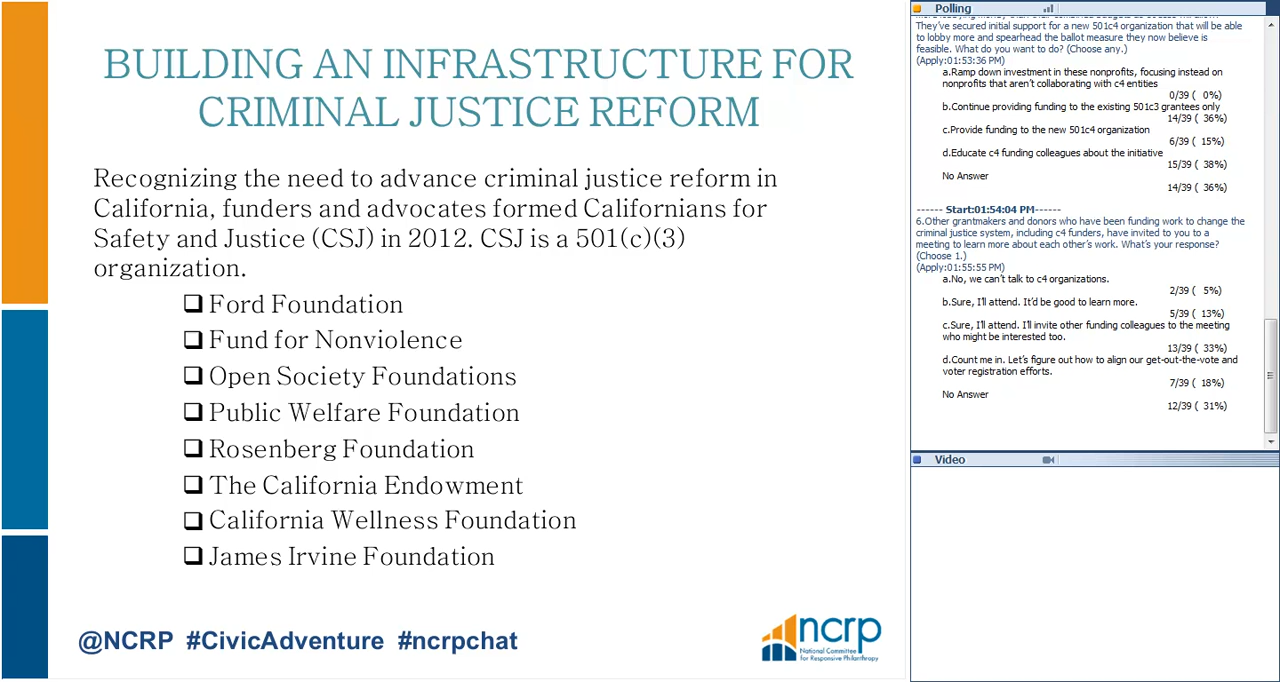 BUILDING AN INFRASTRUCTURE FOR
CRIMINAL JUSTICE REFORM
Recognizing the need to advance criminal justice reform in
California, funders and advocates formed Californians for
Safety and Justice (CSJ) in 2012. CSJ is a 501(c)(3)
organization.
Ford Foundation
Fund for Nonviolence
Open Society Foundations
Public Welfare Foundation
Rosenberg Foundation
The California Endowment
California Wellness Foundation
James Irvine Foundation
@NCRP #CivicAdventure #ncrpchat
ncrp
National Committee
for Responsive Philanthropy
Polling
They've secured initial support for a new 501c4 organization that will be able
to lobby more and spearhead the ballot measure they now believe is
feasible. What do you want to do? (Choose any.)
(Apply:01:53:36 PM)
a.Ramp down investment in these nonprofits, focusing instead on
nonprofits that aren't collaborating with c4 entities
0/39 ( 0%)
b.Continue providing funding to the existing 501c3 grantees only
14/39 ( 36%)
c.Provide funding to the new 501c4 organization
6/39 ( 15%)
d.Educate c4 funding colleagues about the initiative
15/39 ( 38%)
No Answer
14/39 ( 36%)
------ Start:01:54:04 PM------
6.Other grantmakers and donors who have been funding work to change the
criminal justice system, including c4 funders, have invited to you to a
meeting to learn more about each other's work. What's your response?
(Choose 1.)
(Apply:01:55:55 PM)
a.No, we can't talk to c4 organizations.
2/39 ( 5%)
b.Sure, I'll attend. It'd be good to learn more.
5/39 ( 13%)
c.Sure, I'll attend. I'll invite other funding colleagues to the meeting
who might be interested too.
13/39 ( 33%)
d.Count me in. Let's figure out how to align our get-out-the-vote and
voter registration efforts.
7/39 ( 18%)
No Answer
12/39 ( 31%)
Video